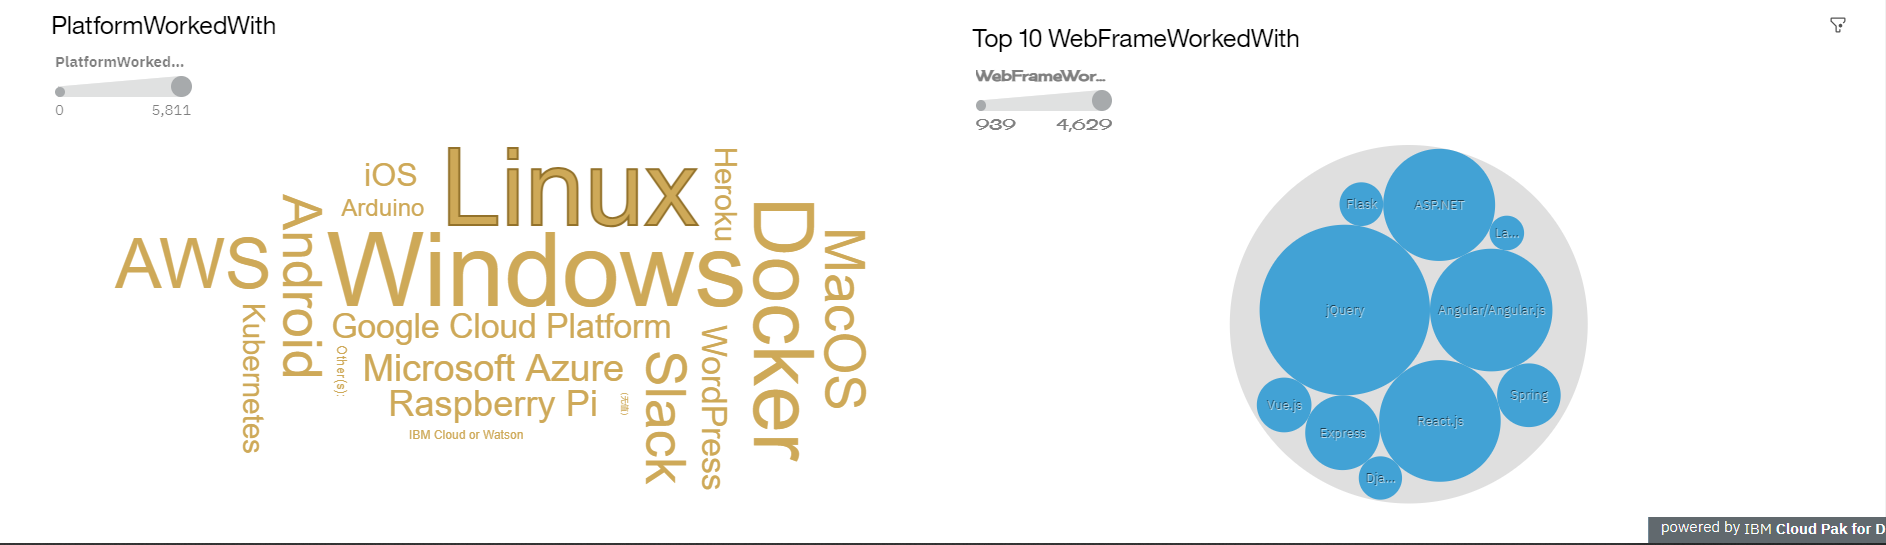 PlatformWorkedWith
PlatformWorked...
0 5,811
iOS
Arduino
Linux
Heroku
AWS
Android
Windows
Docker
MacOS
Kubernetes
Google Cloud Platform
Other(s):
Microsoft Azure
Raspberry Pi
(无值)
Slack
WordPress
IBM Cloud or Watson
Top 10 WebFrameWorkedWith
WebFrameWor...
939 4,629
Flask
ASP.NET
La...
jQuery
Angular/Angular.js
Vue.js
Express
React.js
Spring
Dja...
powered by IBM Cloud Pak for D